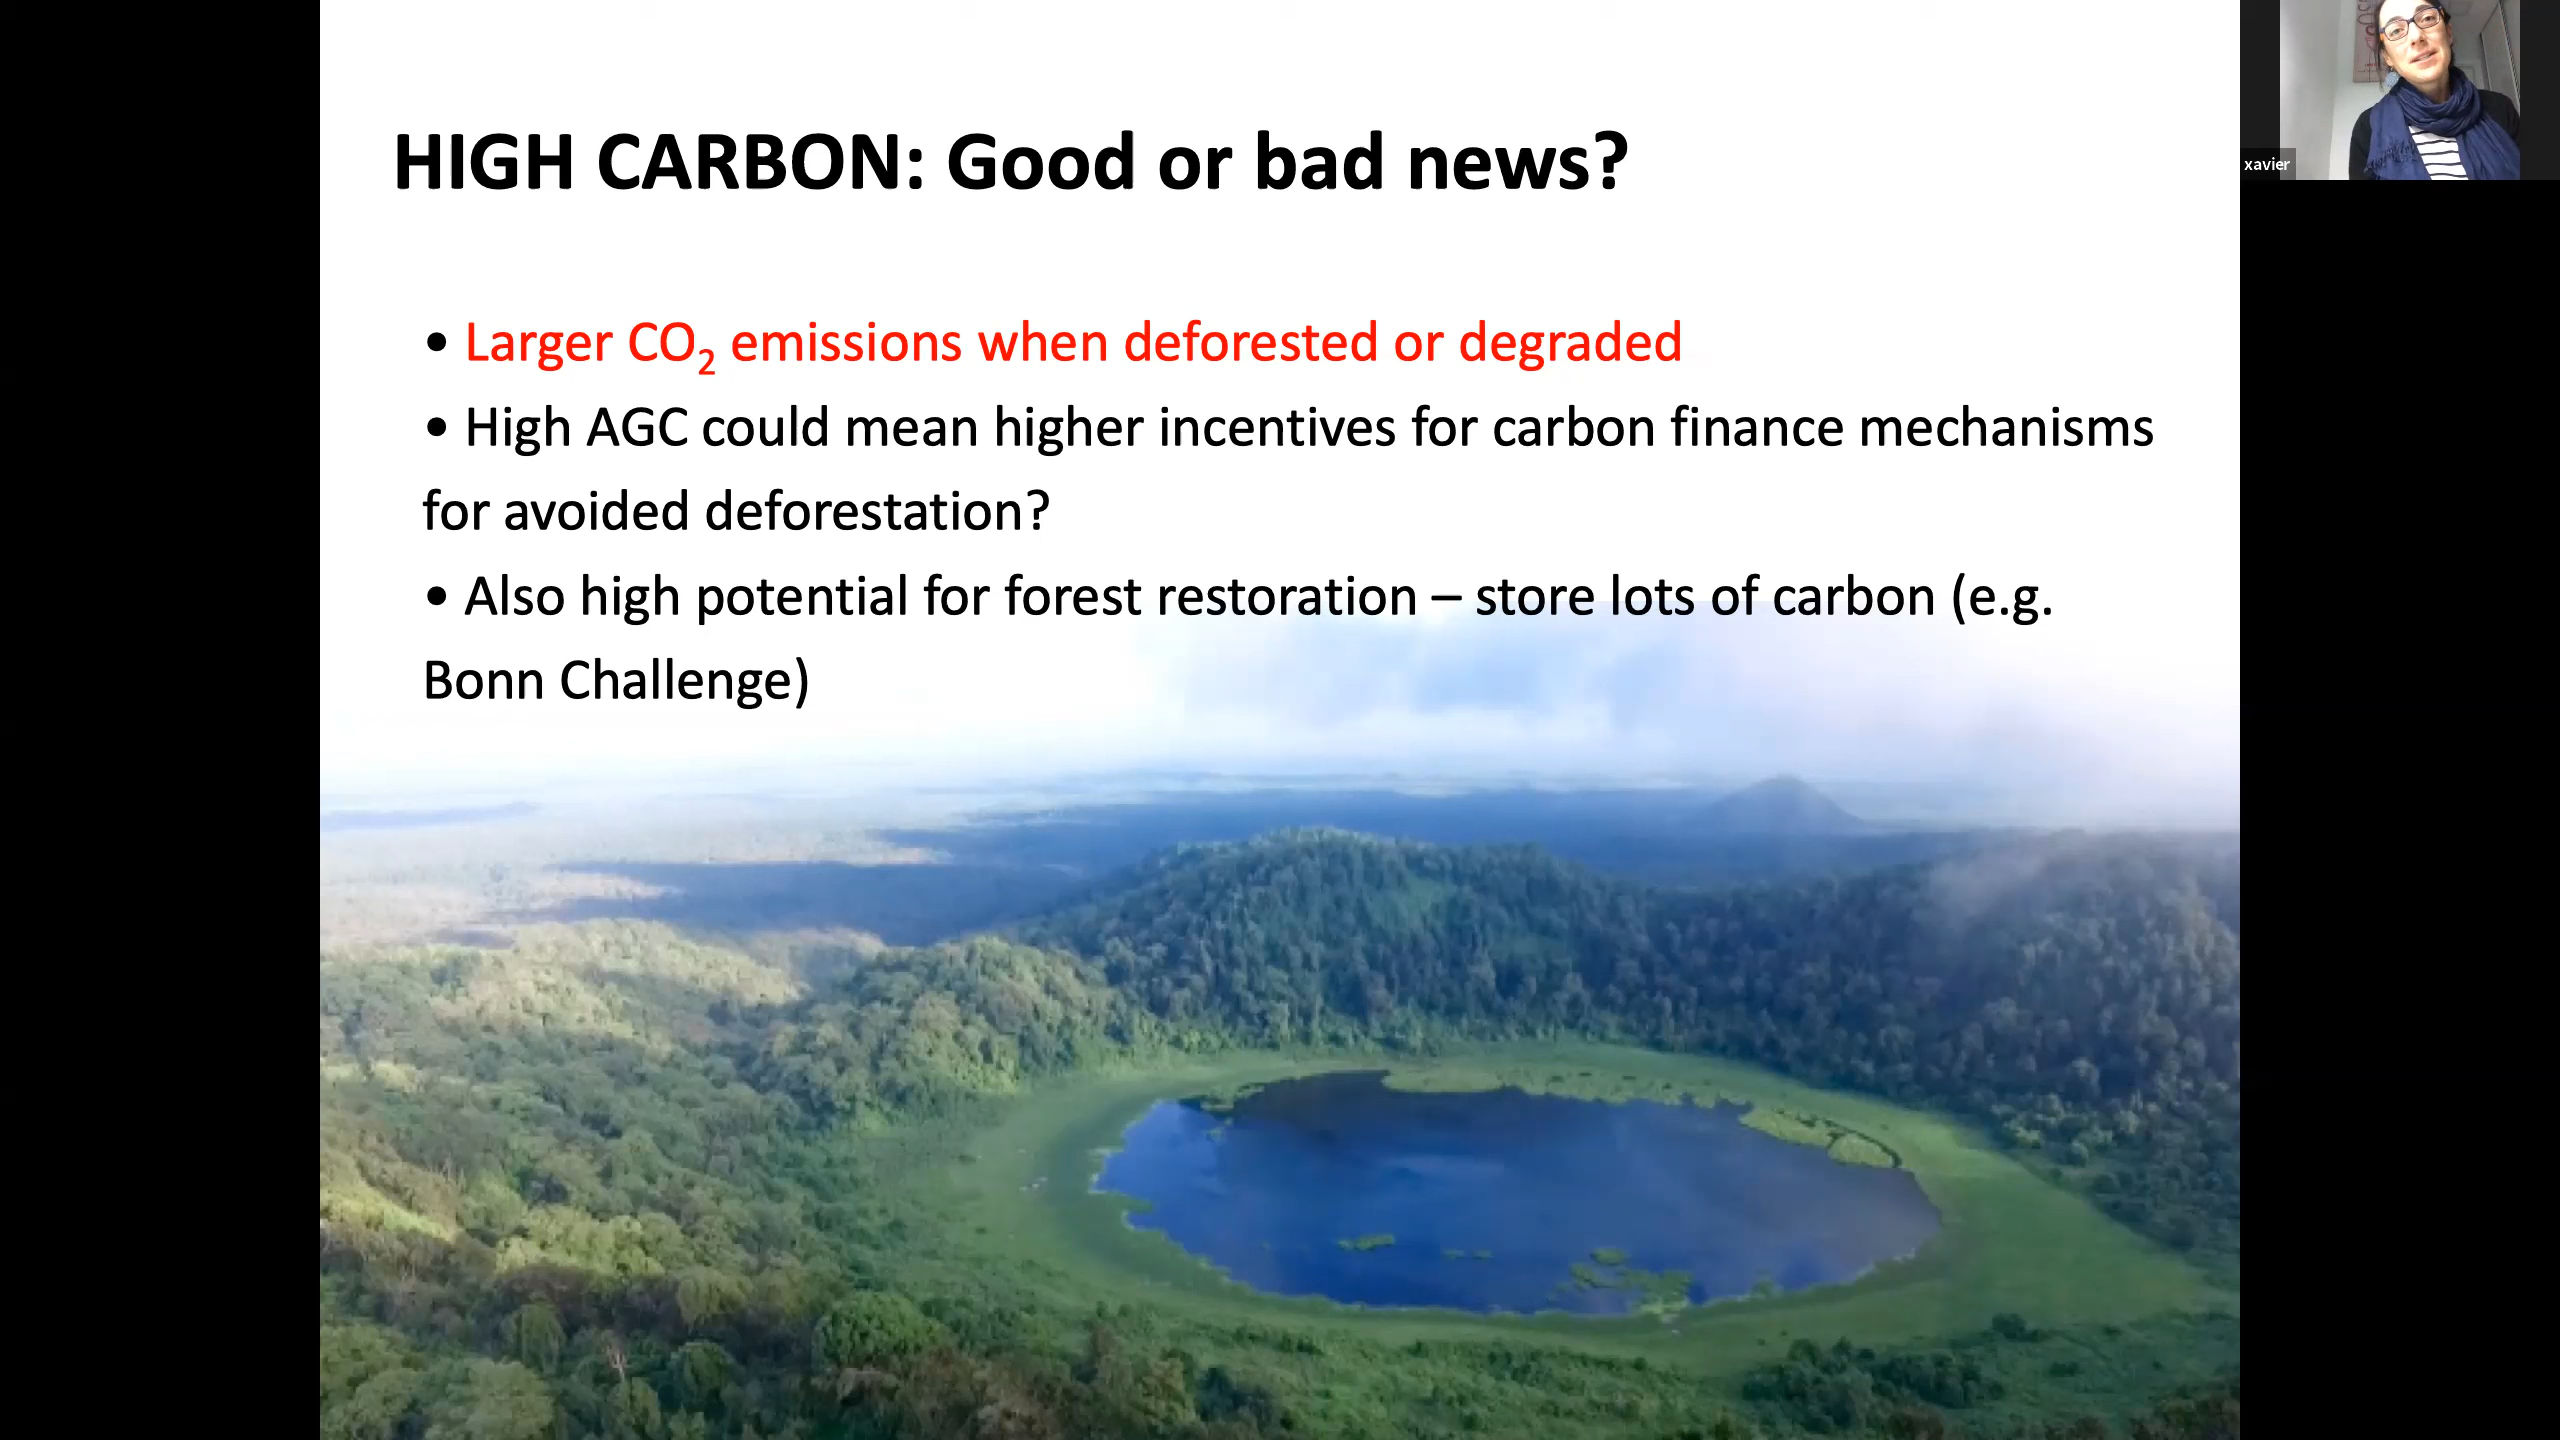 HIGH CARBON: Good or bad news?
• Larger CO₂ emissions when deforested or degraded
• High AGC could mean higher incentives for carbon finance mechanisms
for avoided deforestation?
• Also high potential for forest restoration – store lots of carbon (e.g.
Bonn Challenge)
xavier